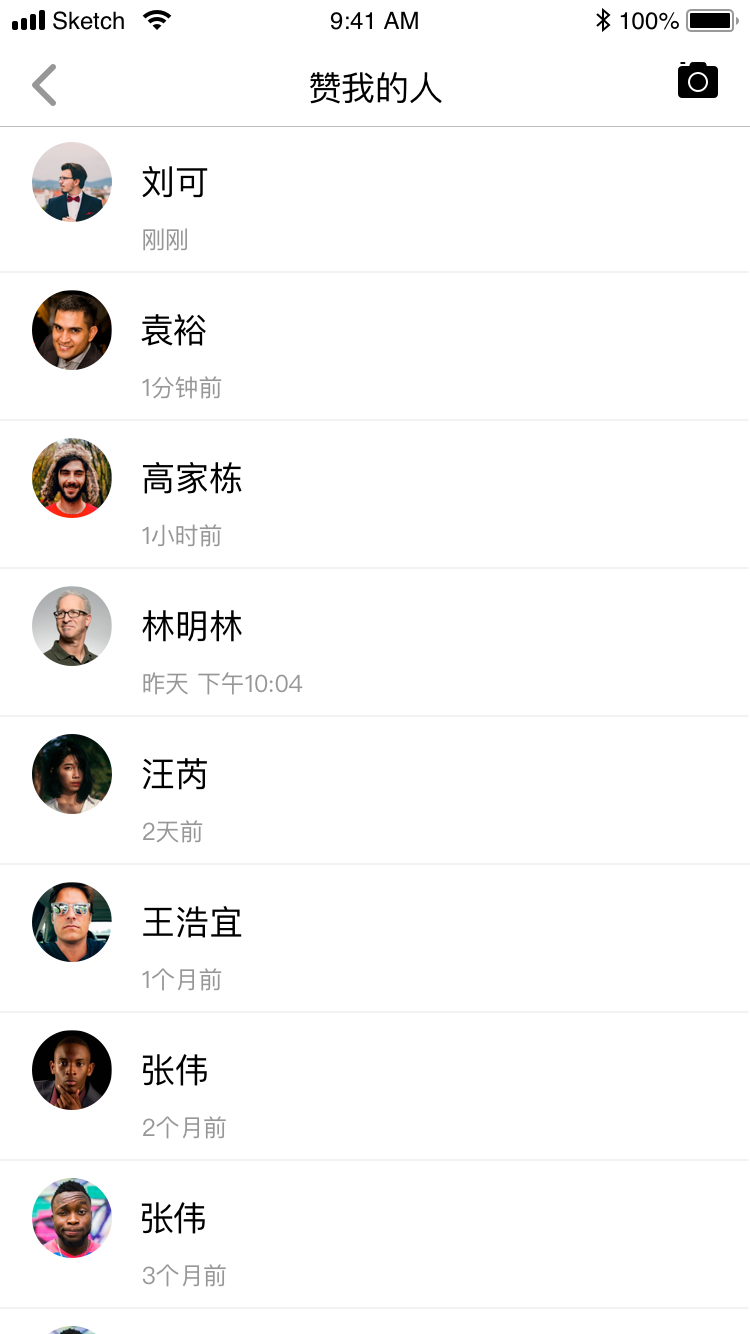 Sketch 9:41 AM 100%
赞我的人
刘可
刚刚
袁裕
1分钟前
高家栋
1小时前
林明林
昨天 下午10:04
汪芮
2天前
王浩宜
1个月前
张伟
2个月前
张伟
3个月前